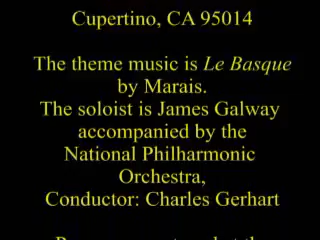 Cupertino, CA 95014
The theme music is Le Basque
by Marais.
The soloist is James Galway
accompanied by the
National Philharmonic
Orchestra,
Conductor: Charles Gerhart